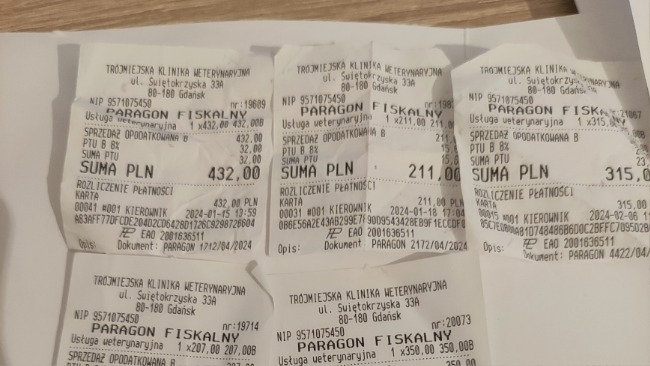 TRÓJMIEJSKA KLINIKA WETERYNARYJNA
ul. Świętokrzyska 33A
80-180 Gdańsk
NIP 9571075450 nr:19609
PARAGON FISKALNY
Usługa weterynaryjna 1 x432,00 432,00B
SPRZEDAŻ OPODATKOWANA B 432,00
PTU B 8% 32,00
SUMA PTU 32,00
SUMA PLN 432,00
ROZLICZENIE PŁATNOŚCI
KARTA 432,00 PLN
00041 #001 KIEROWNIK 2024-01-15 13:59
EAO 2001636511
Opis: Dokument: PARAGON 1712/04/2024
TRÓJMIEJSKA KLINIKA WETERYNARYJNA
ul. Świętokrzyska 33A
80-180 Gdańsk
NIP 9571075450
PARAGON FISKALNY
Usługa weterynaryjna 1 x211,00
SPRZEDAŻ OPODATKOWANA B 211,
PTU B 8%
SUMA PTU
SUMA PLN 211,00
ROZLICZENIE PŁATNOŚCI
KARTA 211,00 PLN
00031 #001 KIEROWNIK 2024-01-18 17:04
EAO 2001636511
Opis: Dokument: PARAGON 2172/04/2024
TRÓJMIEJSKA KLINIKA
ul. Świętokrzyska
80-180 Gdańsk
NIP 9571075450
PARAGON
Usługa weterynaryjna 1 x315,
SPRZEDAŻ OPODATKOWANA B
PTU B 8%
SUMA PTU 23,
SUMA PLN 315,0
ROZLICZENIE PŁATNOŚCI
KARTA 315,00
00015 #001 KIEROWNIK 2024-02-06
EAO 2001636511
Opis: Dokument: PARAGON 4422/04/
TRÓJMIEJSKA KLINIKA WETERYNARYJNA
ul. Świętokrzyska 33A
80-180 Gdańsk
NIP 9571075450 nr:19714
PARAGON FISKALNY
Usługa weterynaryjna 1 x207,00 207,00B
SPRZEDAŻ OPODATKOWANA B
TRÓJMIEJSKA KLINIKA WETERYNARYJNA
ul. Świętokrzyska 33A
80-180 Gdańsk
NIP 9571075450 nr:20073
PARAGON FISKALNY
Usługa weterynaryjna 1 x350,00 350,00B